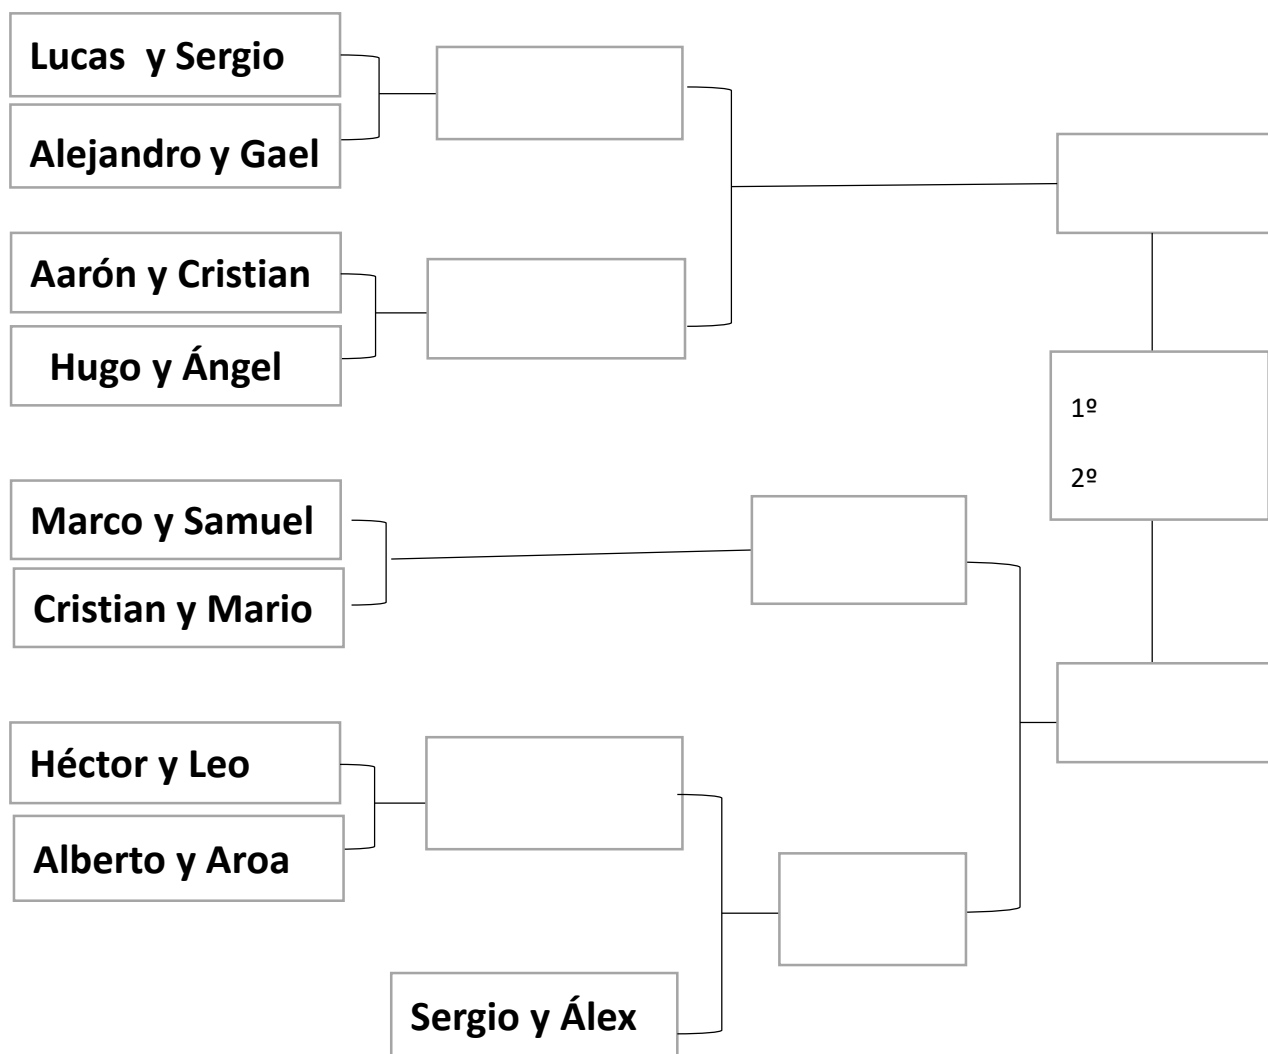 Lucas y Sergio
Alejandro y Gael
Aarón y Cristian
Hugo y Ángel
1º
2º
Marco y Samuel
Cristian y Mario
Héctor y Leo
Alberto y Aroa
Sergio y Álex